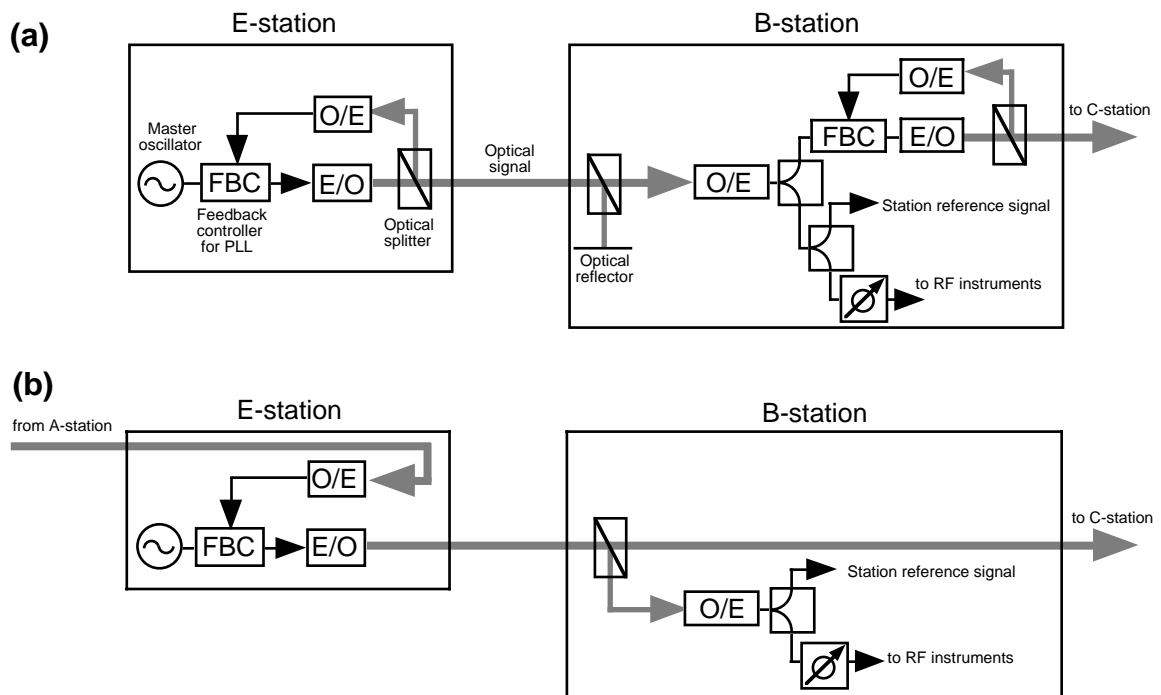 (a)
E-station
B-station
O/E
Master
oscillator
FBC
E/O
Feedback
controller
for PLL
Optical
splitter
Optical
signal
Optical
reflector
O/E
O/E
FBC
E/O
to C-station
Station reference signal
to RF instruments
(b)
E-station
B-station
from A-station
O/E
FBC
E/O
to C-station
Station reference signal
O/E
to RF instruments